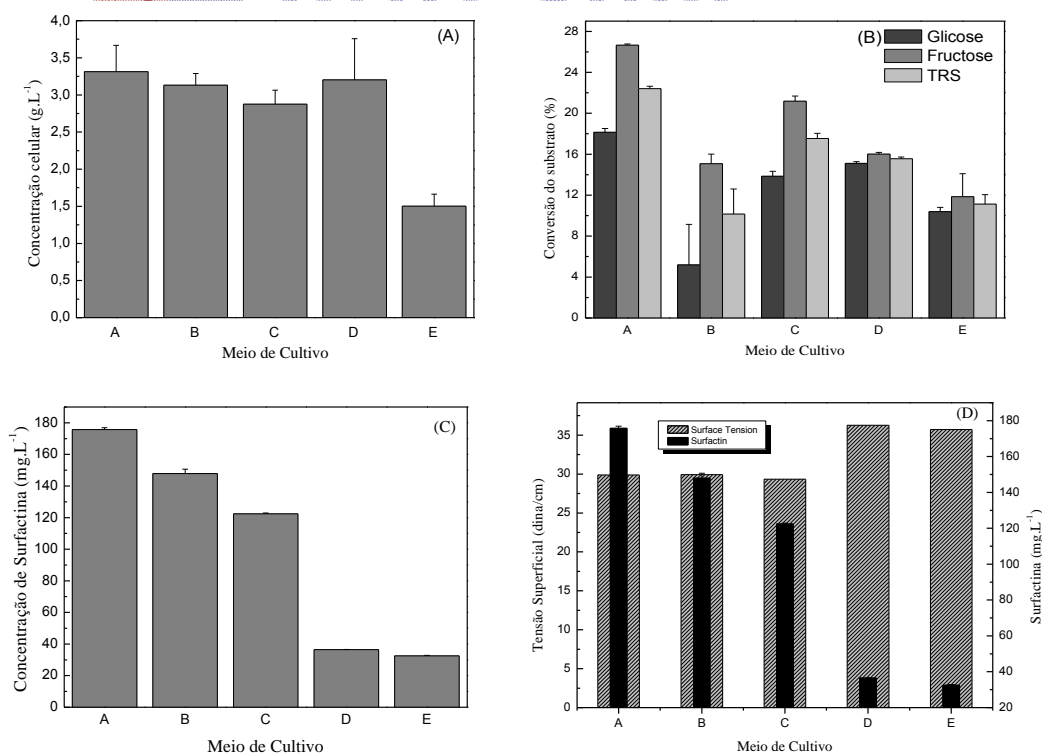 (A)
4,0
3,5
3,0
2,5
2,0
1,5
1,0
0,5
0,0
Concentração celular (g.L-1)
A B C D E
Meio de Cultivo
(B)
Glicose
Fructose
TRS
28
24
20
16
12
8
4
0
Conversão do substrato (%)
A B C D E
Meio de Cultivo
(C)
180
160
140
120
100
80
60
40
20
0
Concentração de Surfactina (mg.L-1)
A B C D E
Meio de Cultivo
(D)
Surface Tension
Surfactin
35
30
25
20
15
10
5
0
Tensão Superficial (dina/cm)
180
160
140
120
100
80
60
40
20
Surfactina (mg.L-1)
A B C D E
Meio de Cultivo